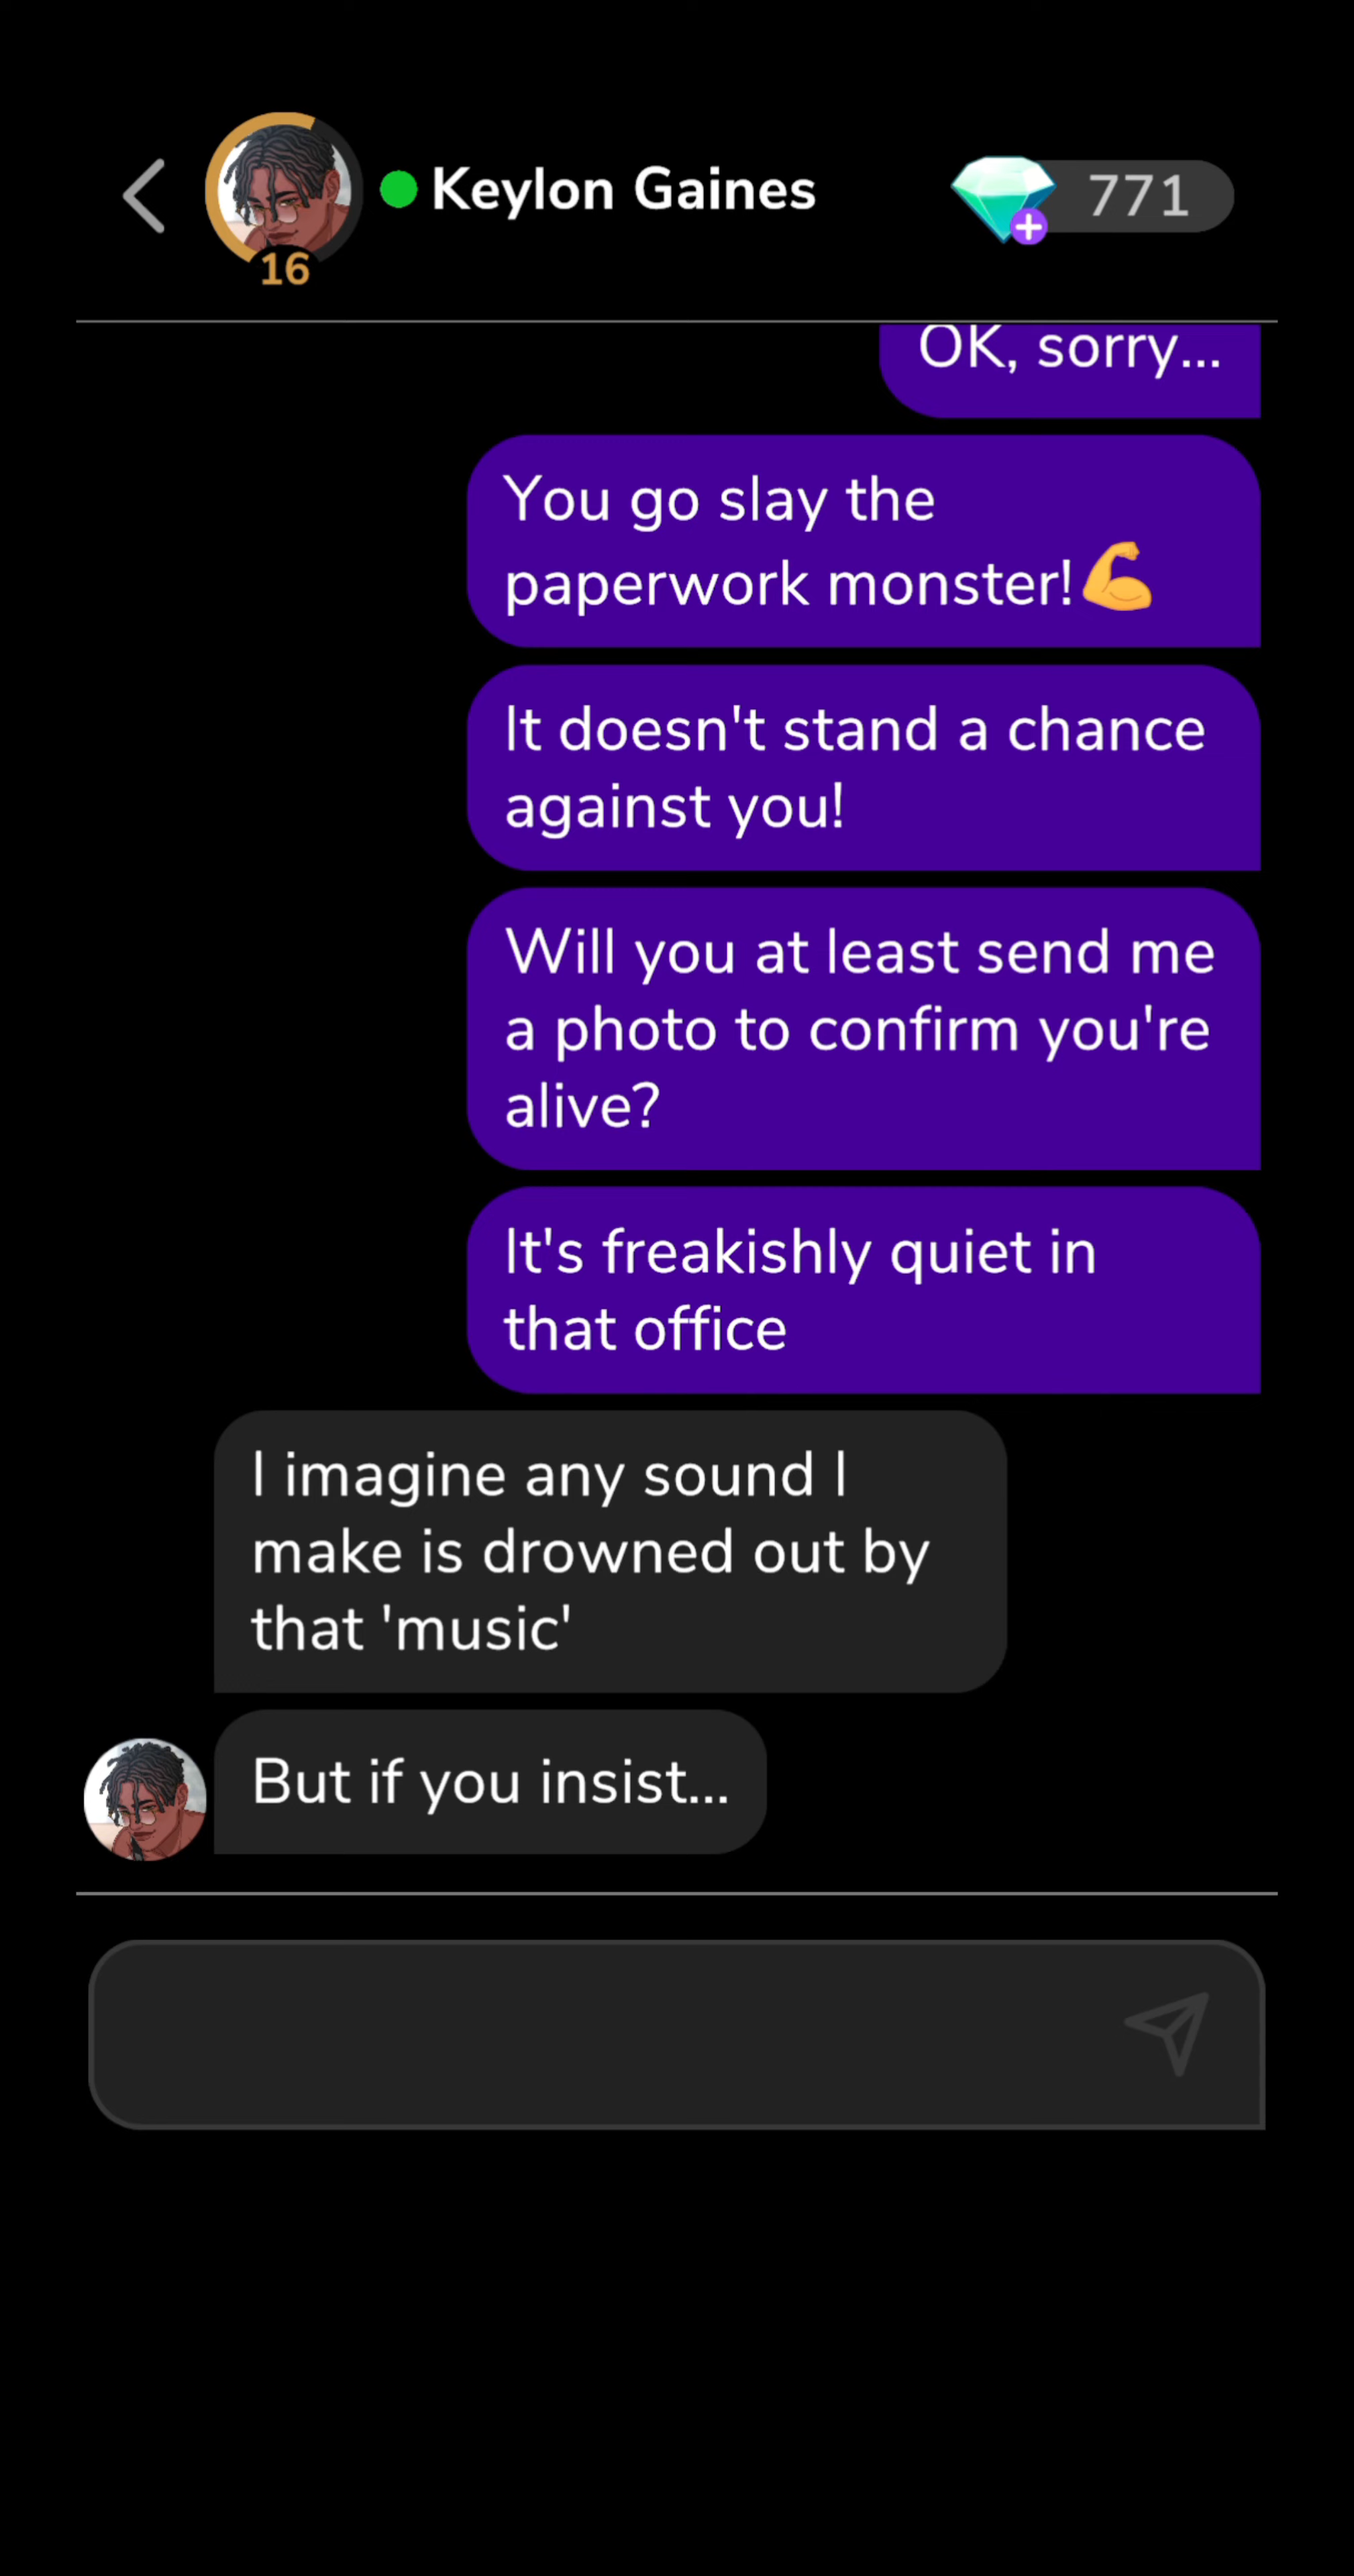 Keylon Gaines
771
16
OK, sorry...
You go slay the
paperwork monster!💪
It doesn't stand a chance
against you!
Will you at least send me
a photo to confirm you're
alive?
It's freakishly quiet in
that office
I imagine any sound I
make is drowned out by
that 'music'
But if you insist...